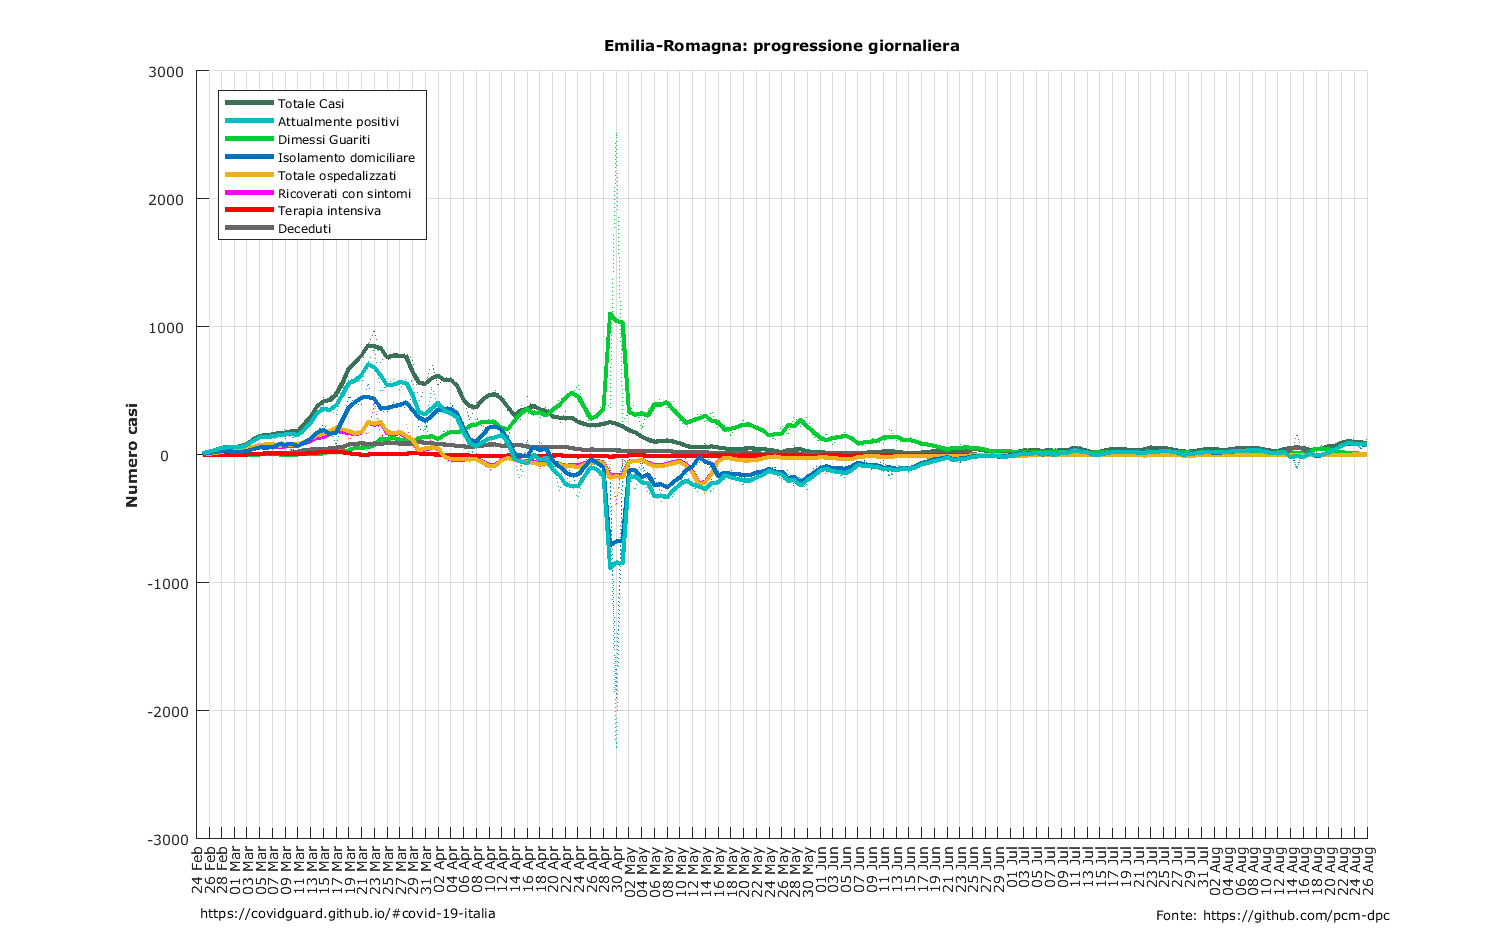 Emilia-Romagna: progressione giornaliera
3000
2000
1000
0
-1000
-2000
-3000
Numero casi
Totale Casi
Attualmente positivi
Dimessi Guariti
Isolamento domiciliare
Totale ospedalizzati
Ricoverati con sintomi
Terapia intensiva
Deceduti
24 Feb
26 Feb
28 Feb
01 Mar
03 Mar
05 Mar
07 Mar
09 Mar
11 Mar
13 Mar
15 Mar
17 Mar
19 Mar
21 Mar
23 Mar
25 Mar
27 Mar
29 Mar
31 Mar
02 Apr
04 Apr
06 Apr
08 Apr
10 Apr
12 Apr
14 Apr
16 Apr
18 Apr
20 Apr
22 Apr
24 Apr
26 Apr
28 Apr
30 Apr
02 May
04 May
06 May
08 May
10 May
12 May
14 May
16 May
18 May
20 May
22 May
24 May
26 May
28 May
30 May
01 Jun
03 Jun
05 Jun
07 Jun
09 Jun
11 Jun
13 Jun
15 Jun
17 Jun
19 Jun
21 Jun
23 Jun
25 Jun
27 Jun
29 Jun
01 Jul
03 Jul
05 Jul
07 Jul
09 Jul
11 Jul
13 Jul
15 Jul
17 Jul
19 Jul
21 Jul
23 Jul
25 Jul
27 Jul
29 Jul
31 Jul
02 Aug
04 Aug
06 Aug
08 Aug
10 Aug
12 Aug
14 Aug
16 Aug
18 Aug
20 Aug
22 Aug
24 Aug
26 Aug
https://covidguard.github.io/#covid-19-italia
Fonte: https://github.com/pcm-dpc